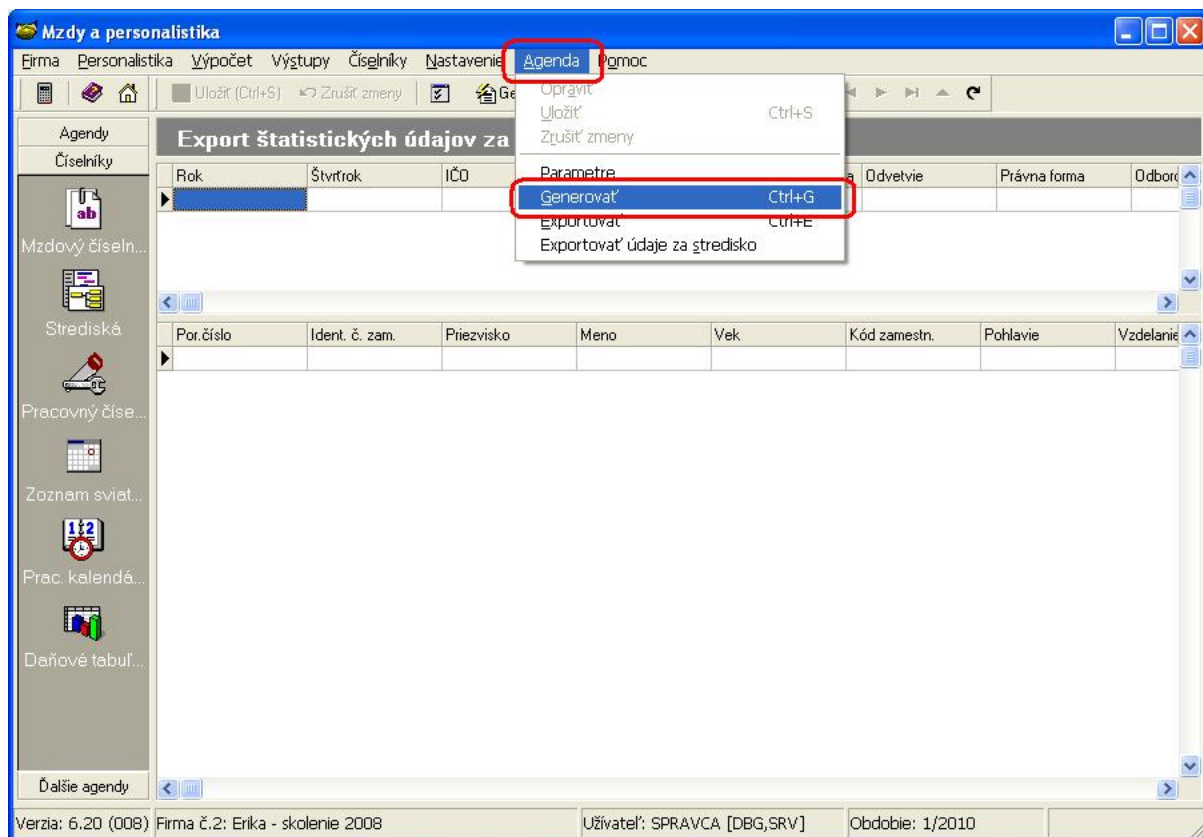 Mzdy a personalistika
Firma Personalistika Výpočet Výstupy Číselníky Nastavenie Agenda Pomoc
Uložiť (Ctrl+S) Zrušiť zmeny
Opraviť
Uložiť Ctrl+S
Zrušiť zmeny
Parametre
Generovať Ctrl+G
Exportovať Ctrl+E
Exportovať údaje za stredisko
Agendy
Číselníky
Mzdový číseln...
Strediská
Pracovný číse...
Zoznam sviat...
Prac. kalendá...
Daňové tabuľ...
Ďalšie agendy
Export štatistických údajov za
Rok Štvrťrok IČO Odvetvie Právna forma
Por.číslo Ident. č. zam. Priezvisko Meno Vek Kód zamestn. Pohlavie Vzdelanie
Verzia: 6.20 (008) Firma č.2: Erika - skolenie 2008 Užívateľ: SPRAVCA [DBG,SRV] Obdobie: 1/2010